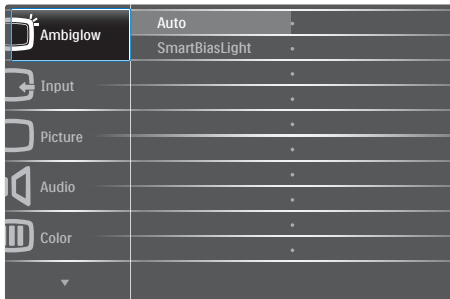 Ambiglow
Auto
SmartBiasLight
Input
Picture
Audio
Color